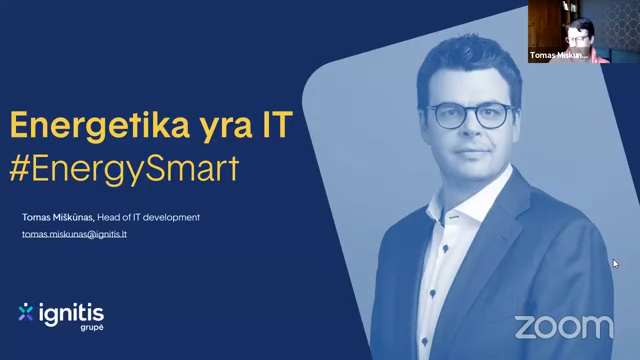 Tomas Miškun...
Energetika yra IT
#EnergySmart
Tomas Miškūnas, Head of IT development
tomas.miskunas@ignitis.lt
ignitis
grupė
zoom